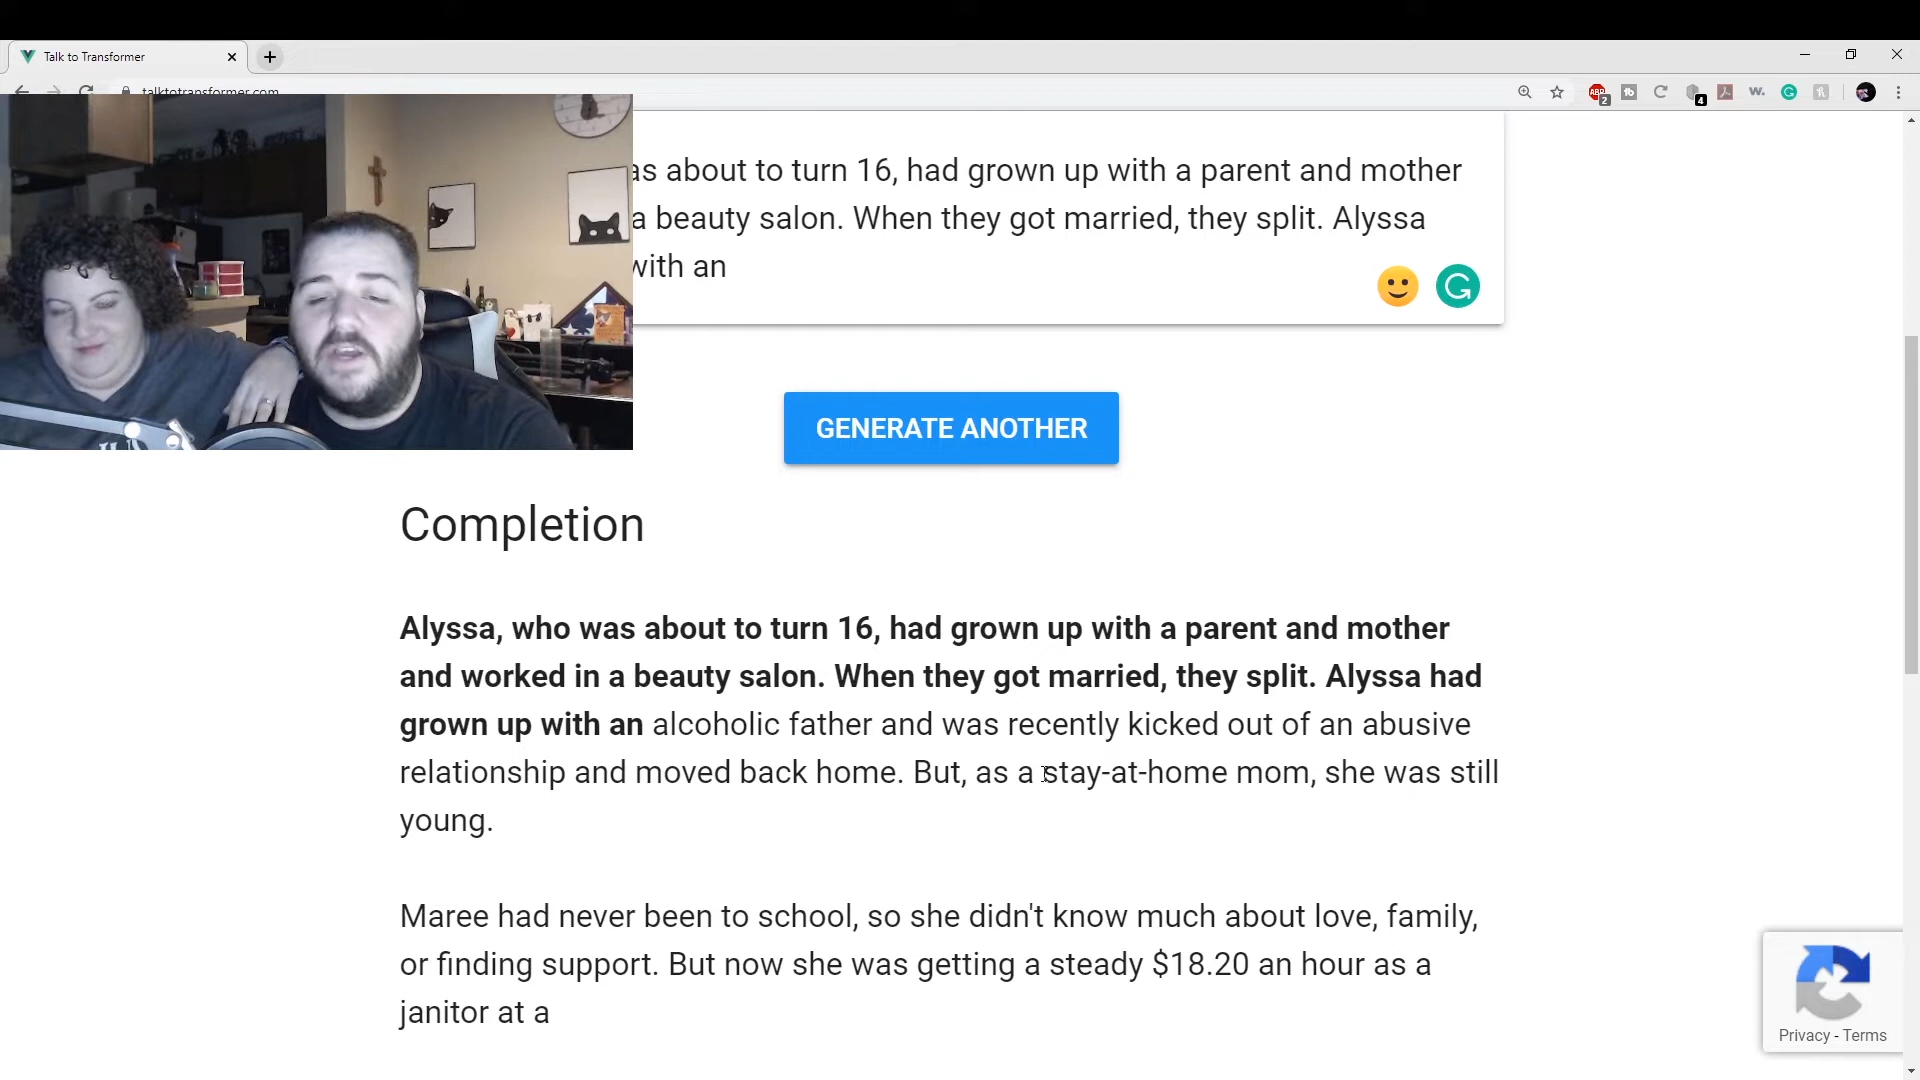 Talk to Transformer
talktotransformer.com
ABP
2
4
w.
as about to turn 16, had grown up with a parent and mother
a beauty salon. When they got married, they split. Alyssa
with an
GENERATE ANOTHER
Completion
Alyssa, who was about to turn 16, had grown up with a parent and mother
and worked in a beauty salon. When they got married, they split. Alyssa had
grown up with an alcoholic father and was recently kicked out of an abusive
relationship and moved back home. But, as a stay-at-home mom, she was still
young.
Maree had never been to school, so she didn't know much about love, family,
or finding support. But now she was getting a steady $18.20 an hour as a
janitor at a
Privacy - Terms